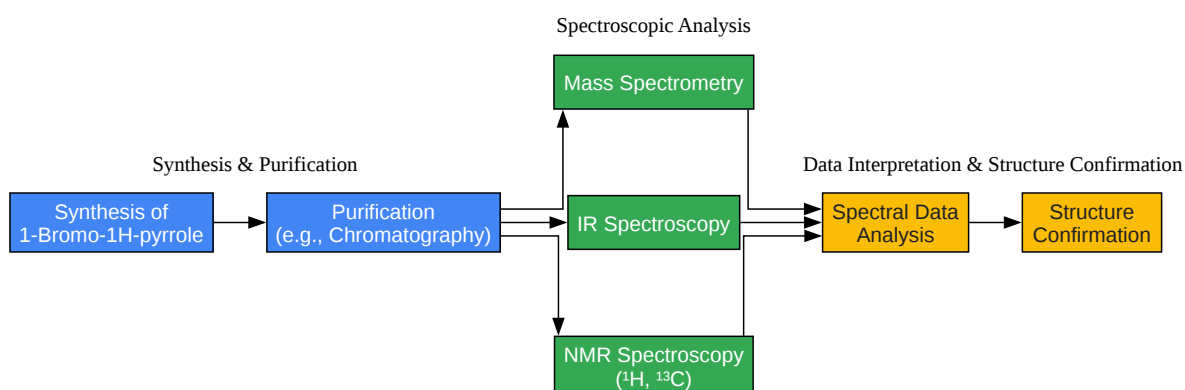 Spectroscopic Analysis
Mass Spectrometry
Synthesis & Purification
Data Interpretation & Structure Confirmation
Synthesis of
1-Bromo-1H-pyrrole
Purification
(e.g., Chromatography)
IR Spectroscopy
Spectral Data
Analysis
Structure
Confirmation
NMR Spectroscopy
(¹H, ¹³C)